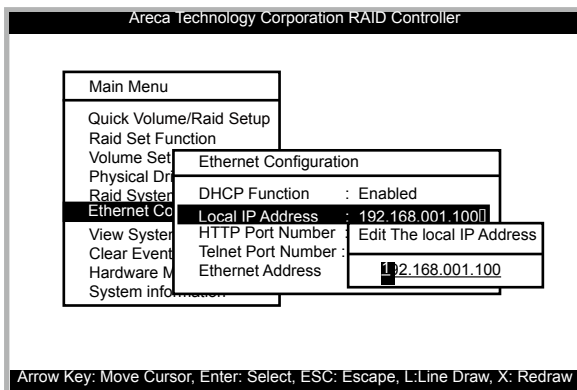 Areca Technology Corporation RAID Controller
Main Menu
Quick Volume/Raid Setup
Raid Set Function
Volume Set
Physical Dri
Raid System
Ethernet Co
View System
Clear Event
Hardware M
System information
Ethernet Configuration
DHCP Function : Enabled
Local IP Address : 192.168.001.100
HTTP Port Number :
Telnet Port Number :
Ethernet Address
Edit The local IP Address
192.168.001.100
Arrow Key: Move Cursor, Enter: Select, ESC: Escape, L:Line Draw, X: Redraw